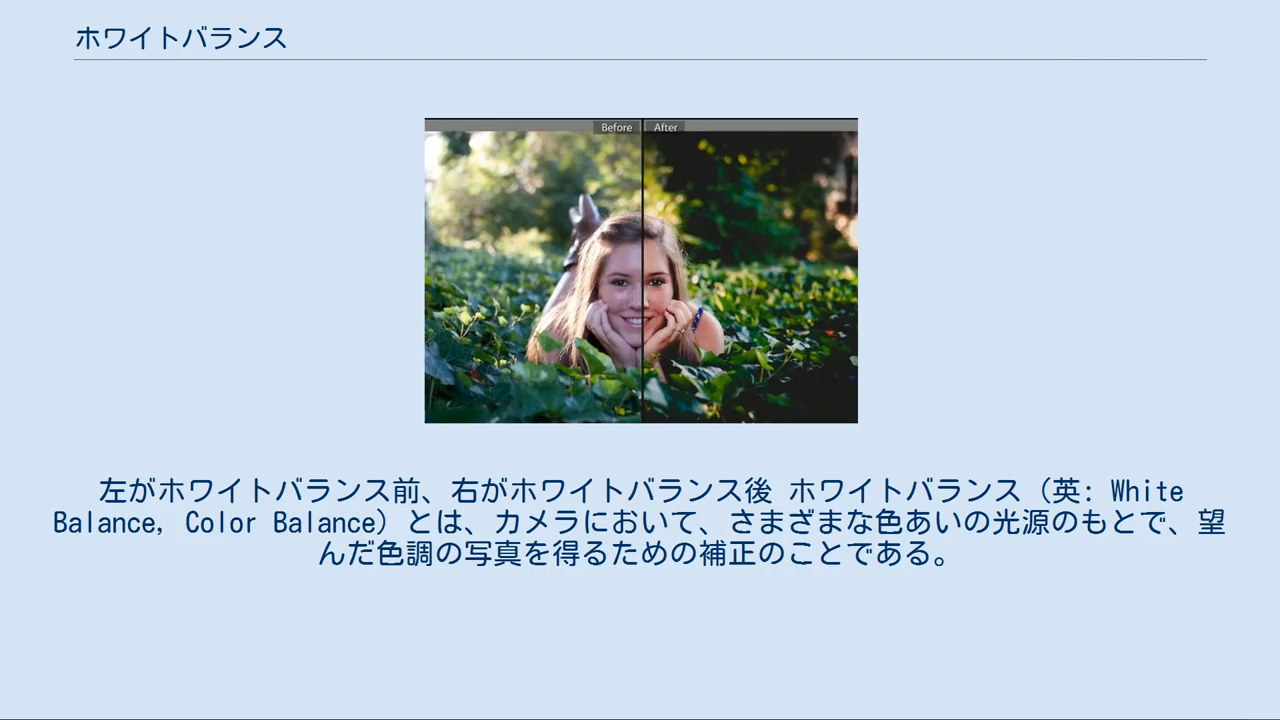 ホワイトバランス
Before After
左がホワイトバランス前、右がホワイトバランス後 ホワイトバランス（英: White
Balance, Color Balance）とは、カメラにおいて、さまざまな色あいの光源のもとで、望
んだ色調の写真を得るための補正のことである。